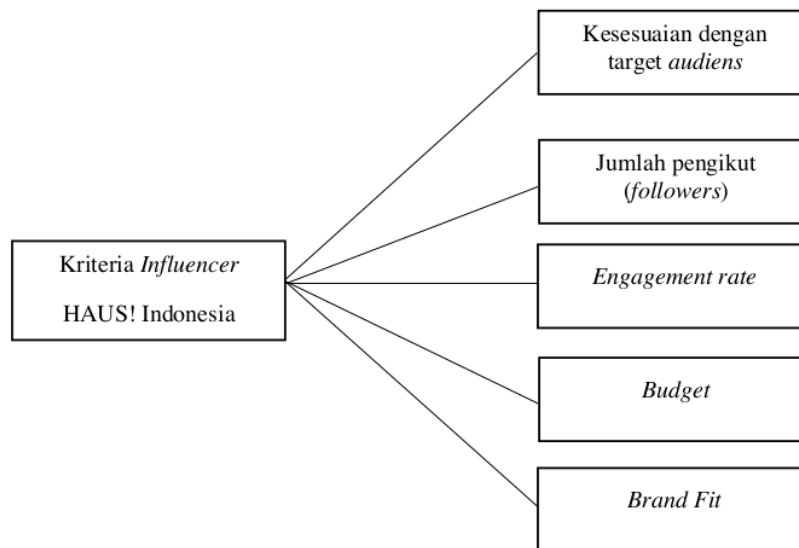 Kesesuaian dengan
target audiens
Jumlah pengikut
(followers)
Kriteria Influencer
HAUS! Indonesia
Engagement rate
Budget
Brand Fit